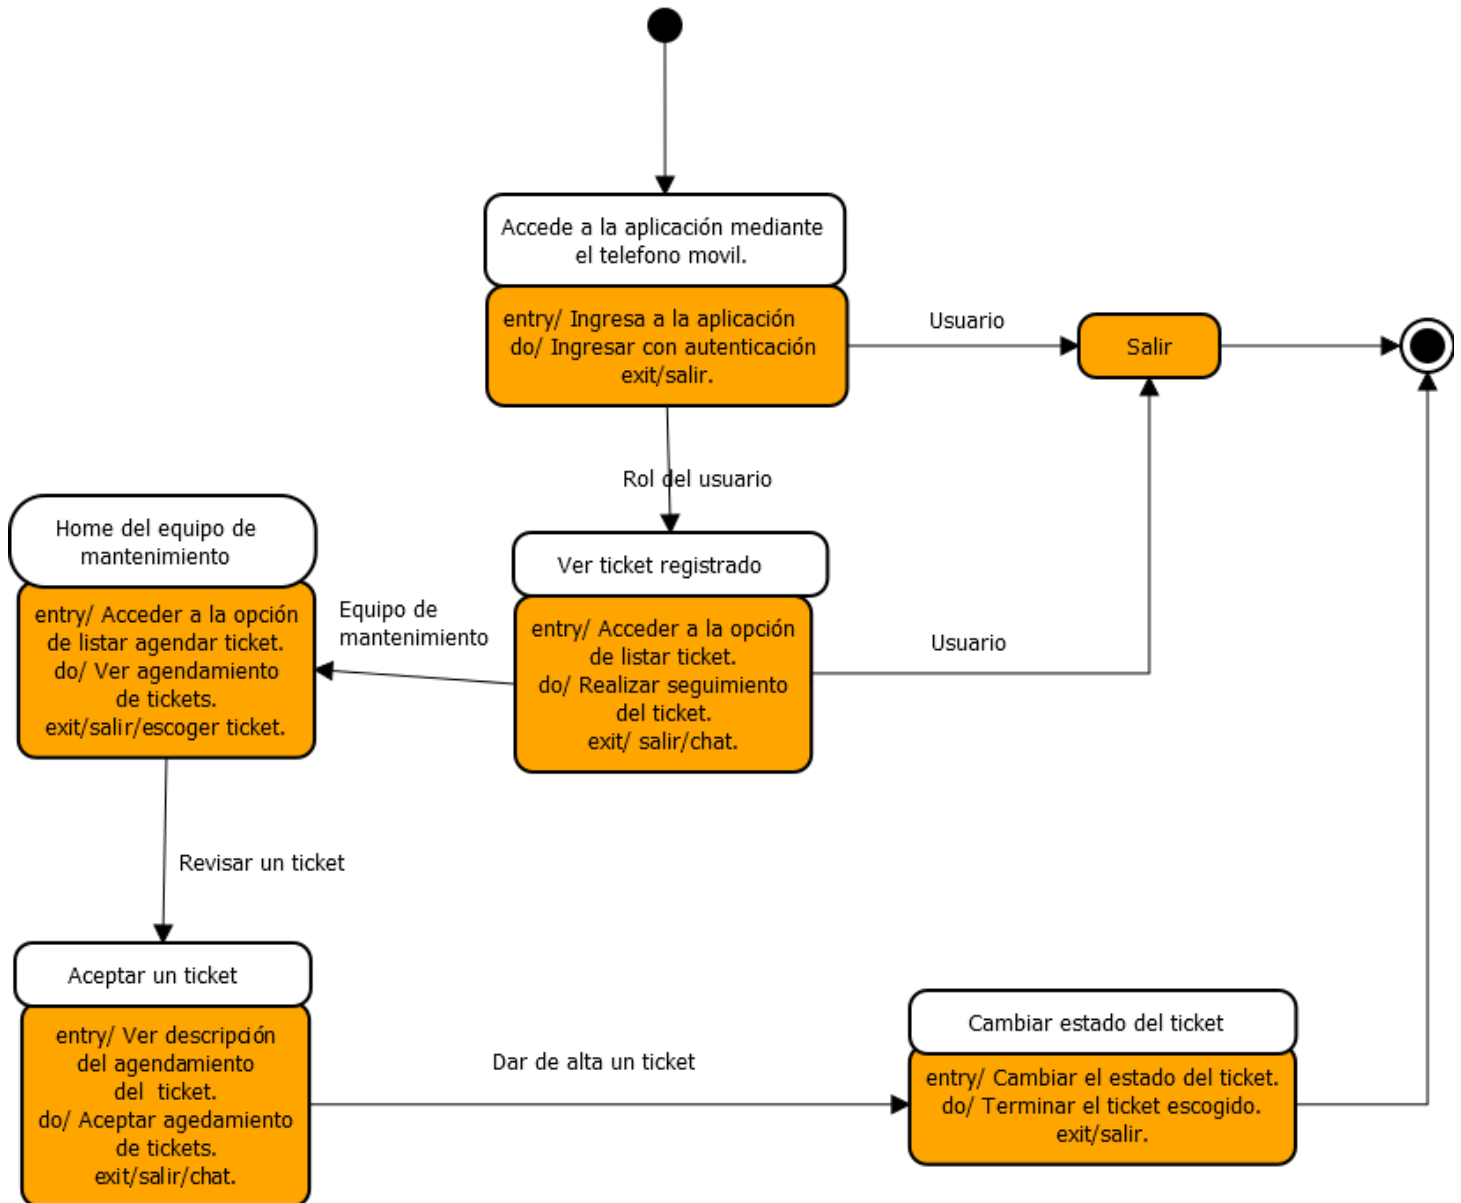 Accede a la aplicación mediante
el telefono movil.
entry/ Ingresa a la aplicación
do/ Ingresar con autenticación
exit/salir.
Usuario
Salir
Rol del usuario
Home del equipo de
mantenimiento
entry/ Acceder a la opción
de listar agendar ticket.
do/ Ver agendamiento
de tickets.
exit/salir/escoger ticket.
Equipo de
mantenimiento
Ver ticket registrado
entry/ Acceder a la opción
de listar ticket.
do/ Realizar seguimiento
del ticket.
exit/ salir/chat.
Usuario
Revisar un ticket
Aceptar un ticket
entry/ Ver descripción
del agendamiento
del ticket.
do/ Aceptar agedamiento
de tickets.
exit/salir/chat.
Dar de alta un ticket
Cambiar estado del ticket
entry/ Cambiar el estado del ticket.
do/ Terminar el ticket escogido.
exit/salir.